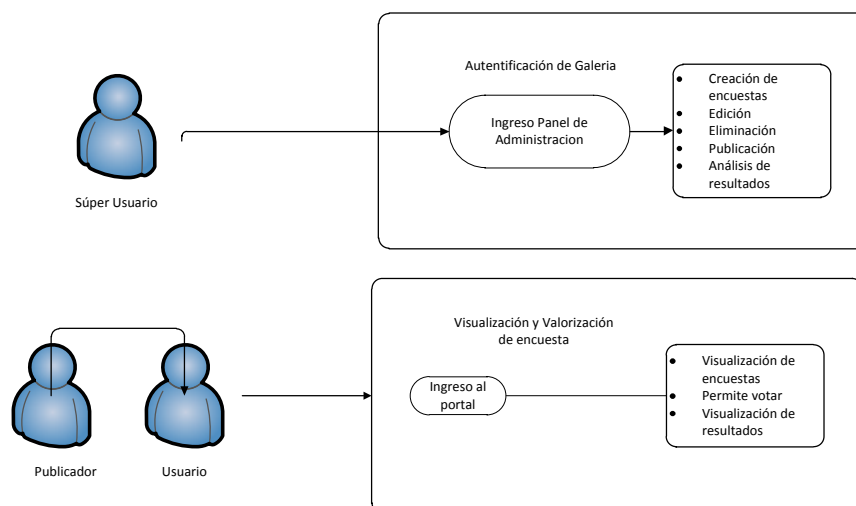 Autentificación de Galeria
Súper Usuario
Ingreso Panel de
Administracion
Creación de
encuestas
Edición
Eliminación
Publicación
Análisis de
resultados
Visualización y Valorización
de encuesta
Publicador
Usuario
Ingreso al
portal
Visualización de
encuestas
Permite votar
Visualización de
resultados